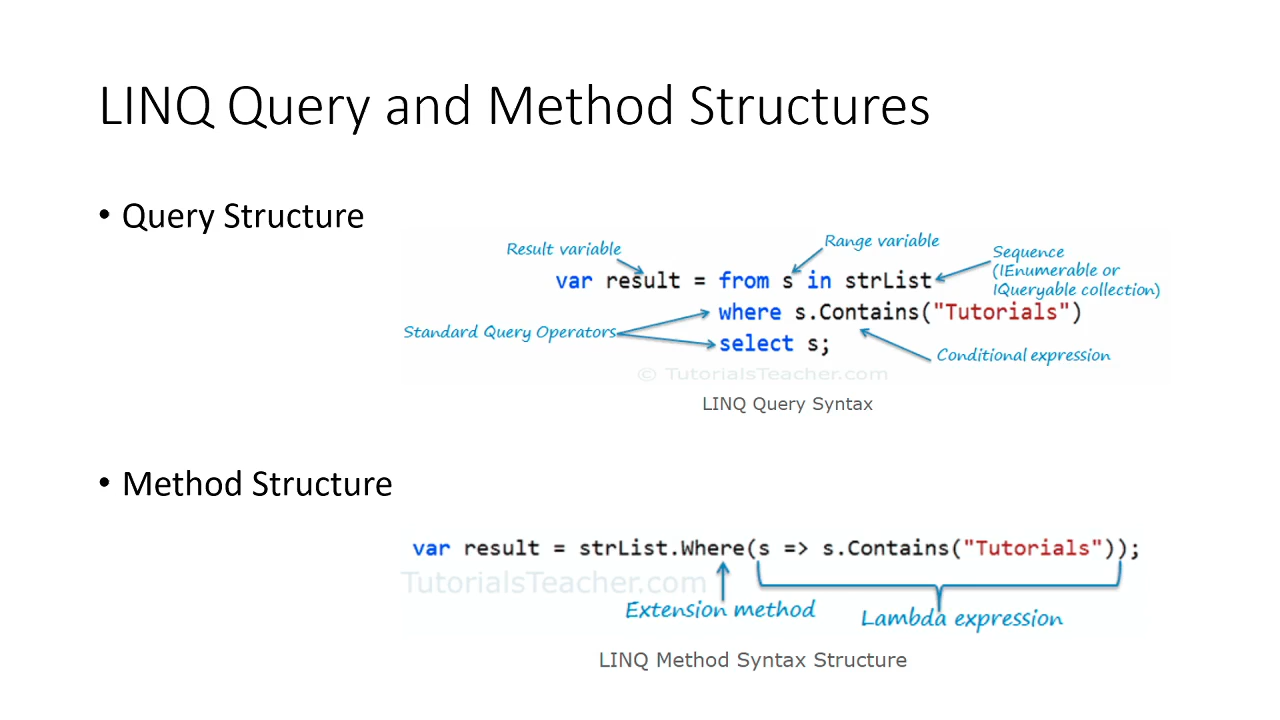 LINQ Query and Method Structures
• Query Structure
Result variable
Range variable
Sequence
(IEnumerable or
IQueryable collection)
var result = from s in strList
where s.Contains("Tutorials")
Standard Query Operators
select s;
Conditional expression
© TutorialsTeacher.com
LINQ Query Syntax
• Method Structure
var result = strList.Where(s => s.Contains("Tutorials"));
TutorialsTeacher.com
Extension method
Lambda expression
LINQ Method Syntax Structure